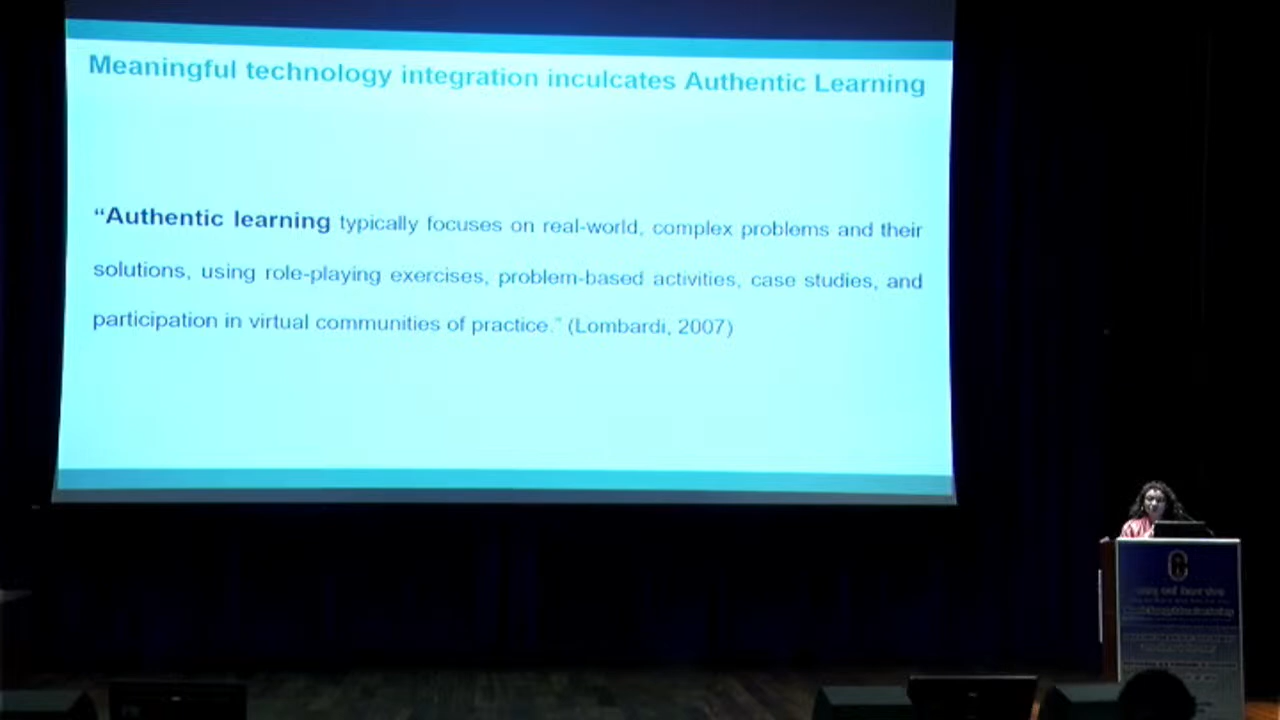 Meaningful technology integration inculcates Authentic Learning
“Authentic learning typically focuses on real-world, complex problems and their
solutions, using role-playing exercises, problem-based activities, case studies, and
participation in virtual communities of practice.” (Lombardi, 2007)